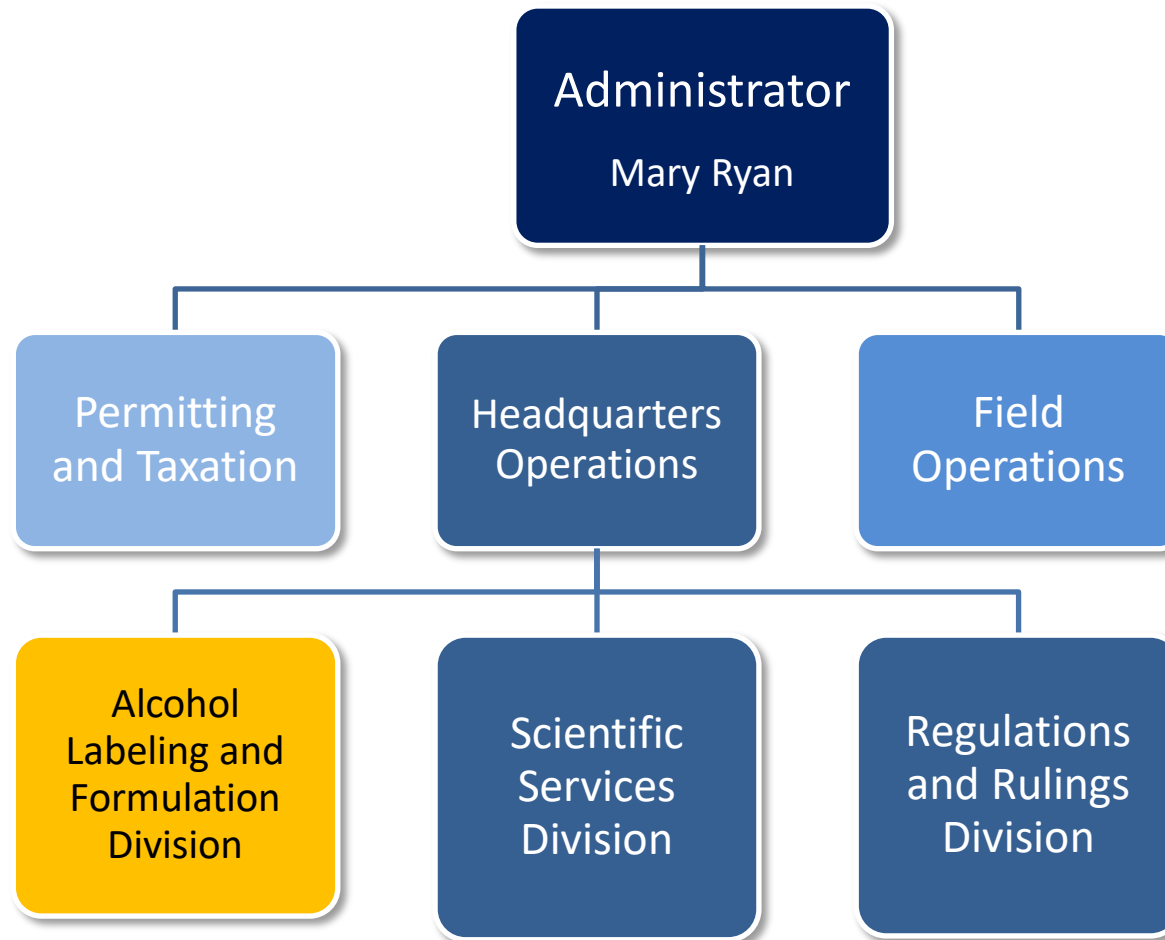 Administrator
Mary Ryan
Permitting
and Taxation
Headquarters
Operations
Field
Operations
Alcohol
Labeling and
Formulation
Division
Scientific
Services
Division
Regulations
and Rulings
Division